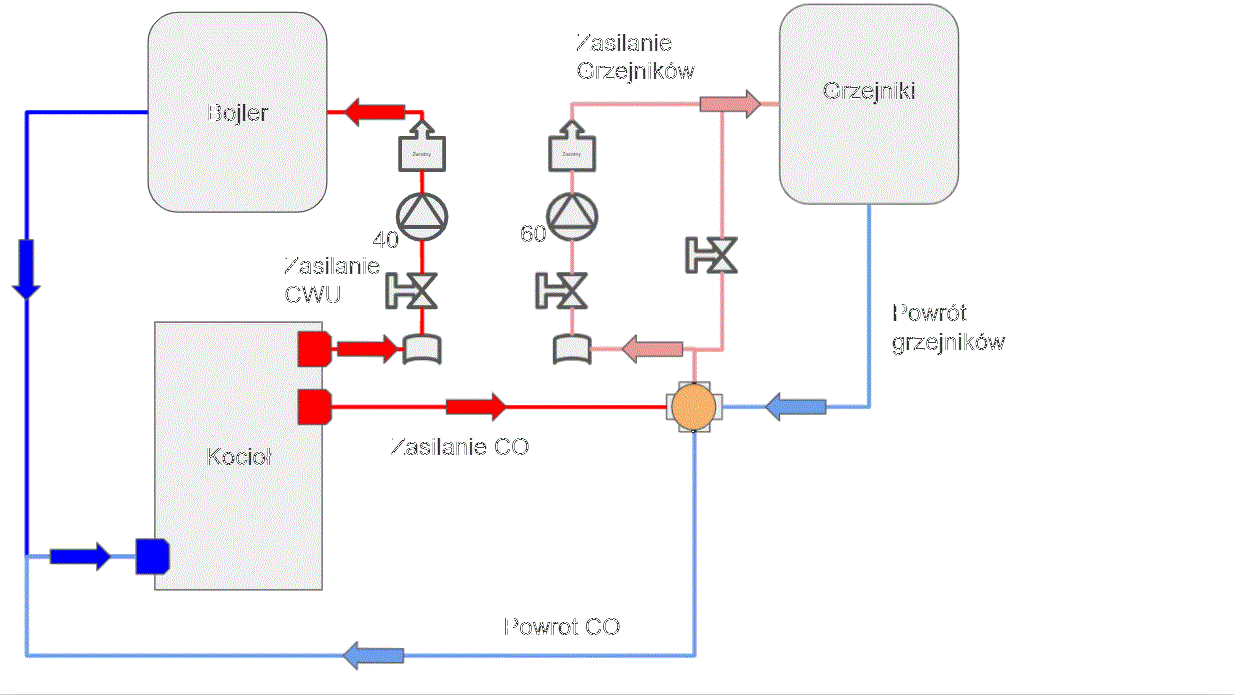 Zasilanie
Grzejników
Bojler
Grzejniki
Zwrotny
Zwrotny
40
60
Zasilanie
CWU
Powrót
grzejników
Zasilanie CO
Kocioł
Powrot CO